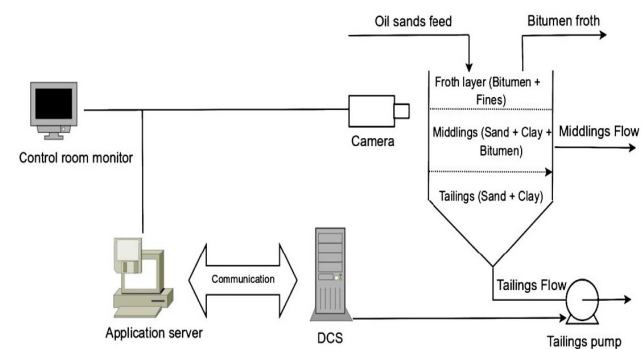 Oil sands feed
Bitumen froth
Froth layer (Bitumen +
Fines)
Control room monitor
Camera
Middlings (Sand + Clay +
Bitumen)
Middlings Flow
Tailings (Sand + Clay)
Communication
Tailings Flow
Application server
DCS
Tailings pump